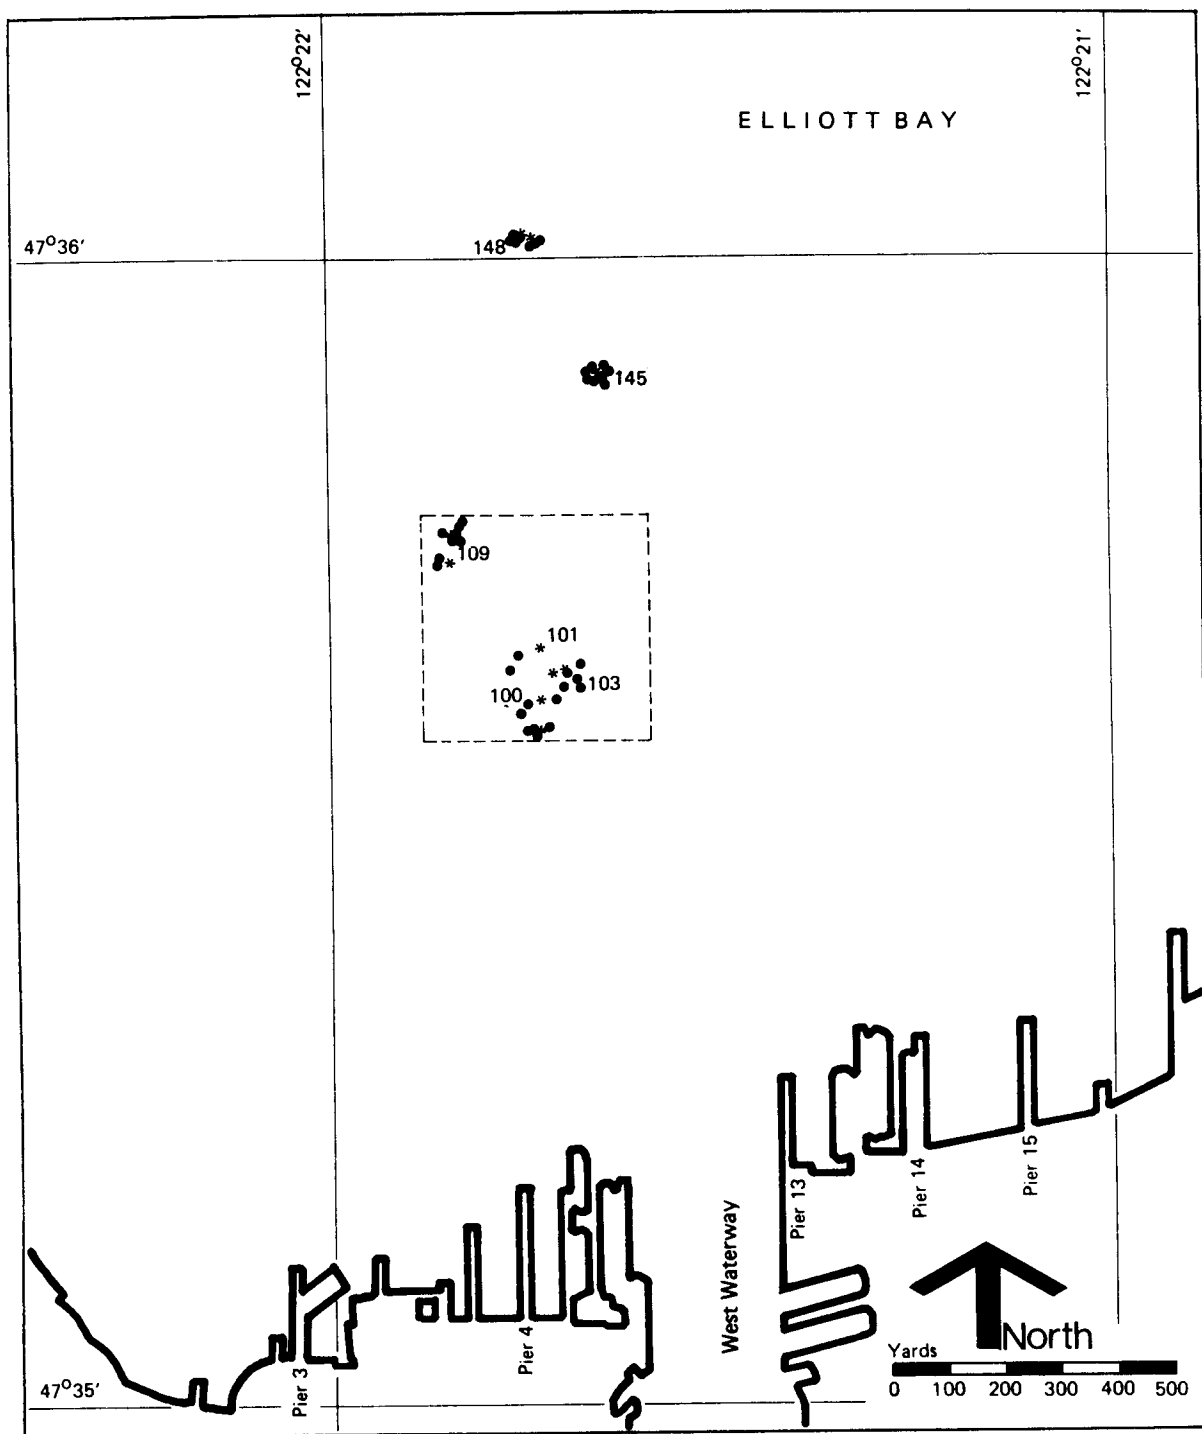 122°22'
122°21'
ELLIOTT BAY
47°36'
148
145
109
101
100
103
Pier 15
Pier 14
Pier 13
West Waterway
Pier 4
Pier 3
North
Yards
47°35'
0 100 200 300 400 500